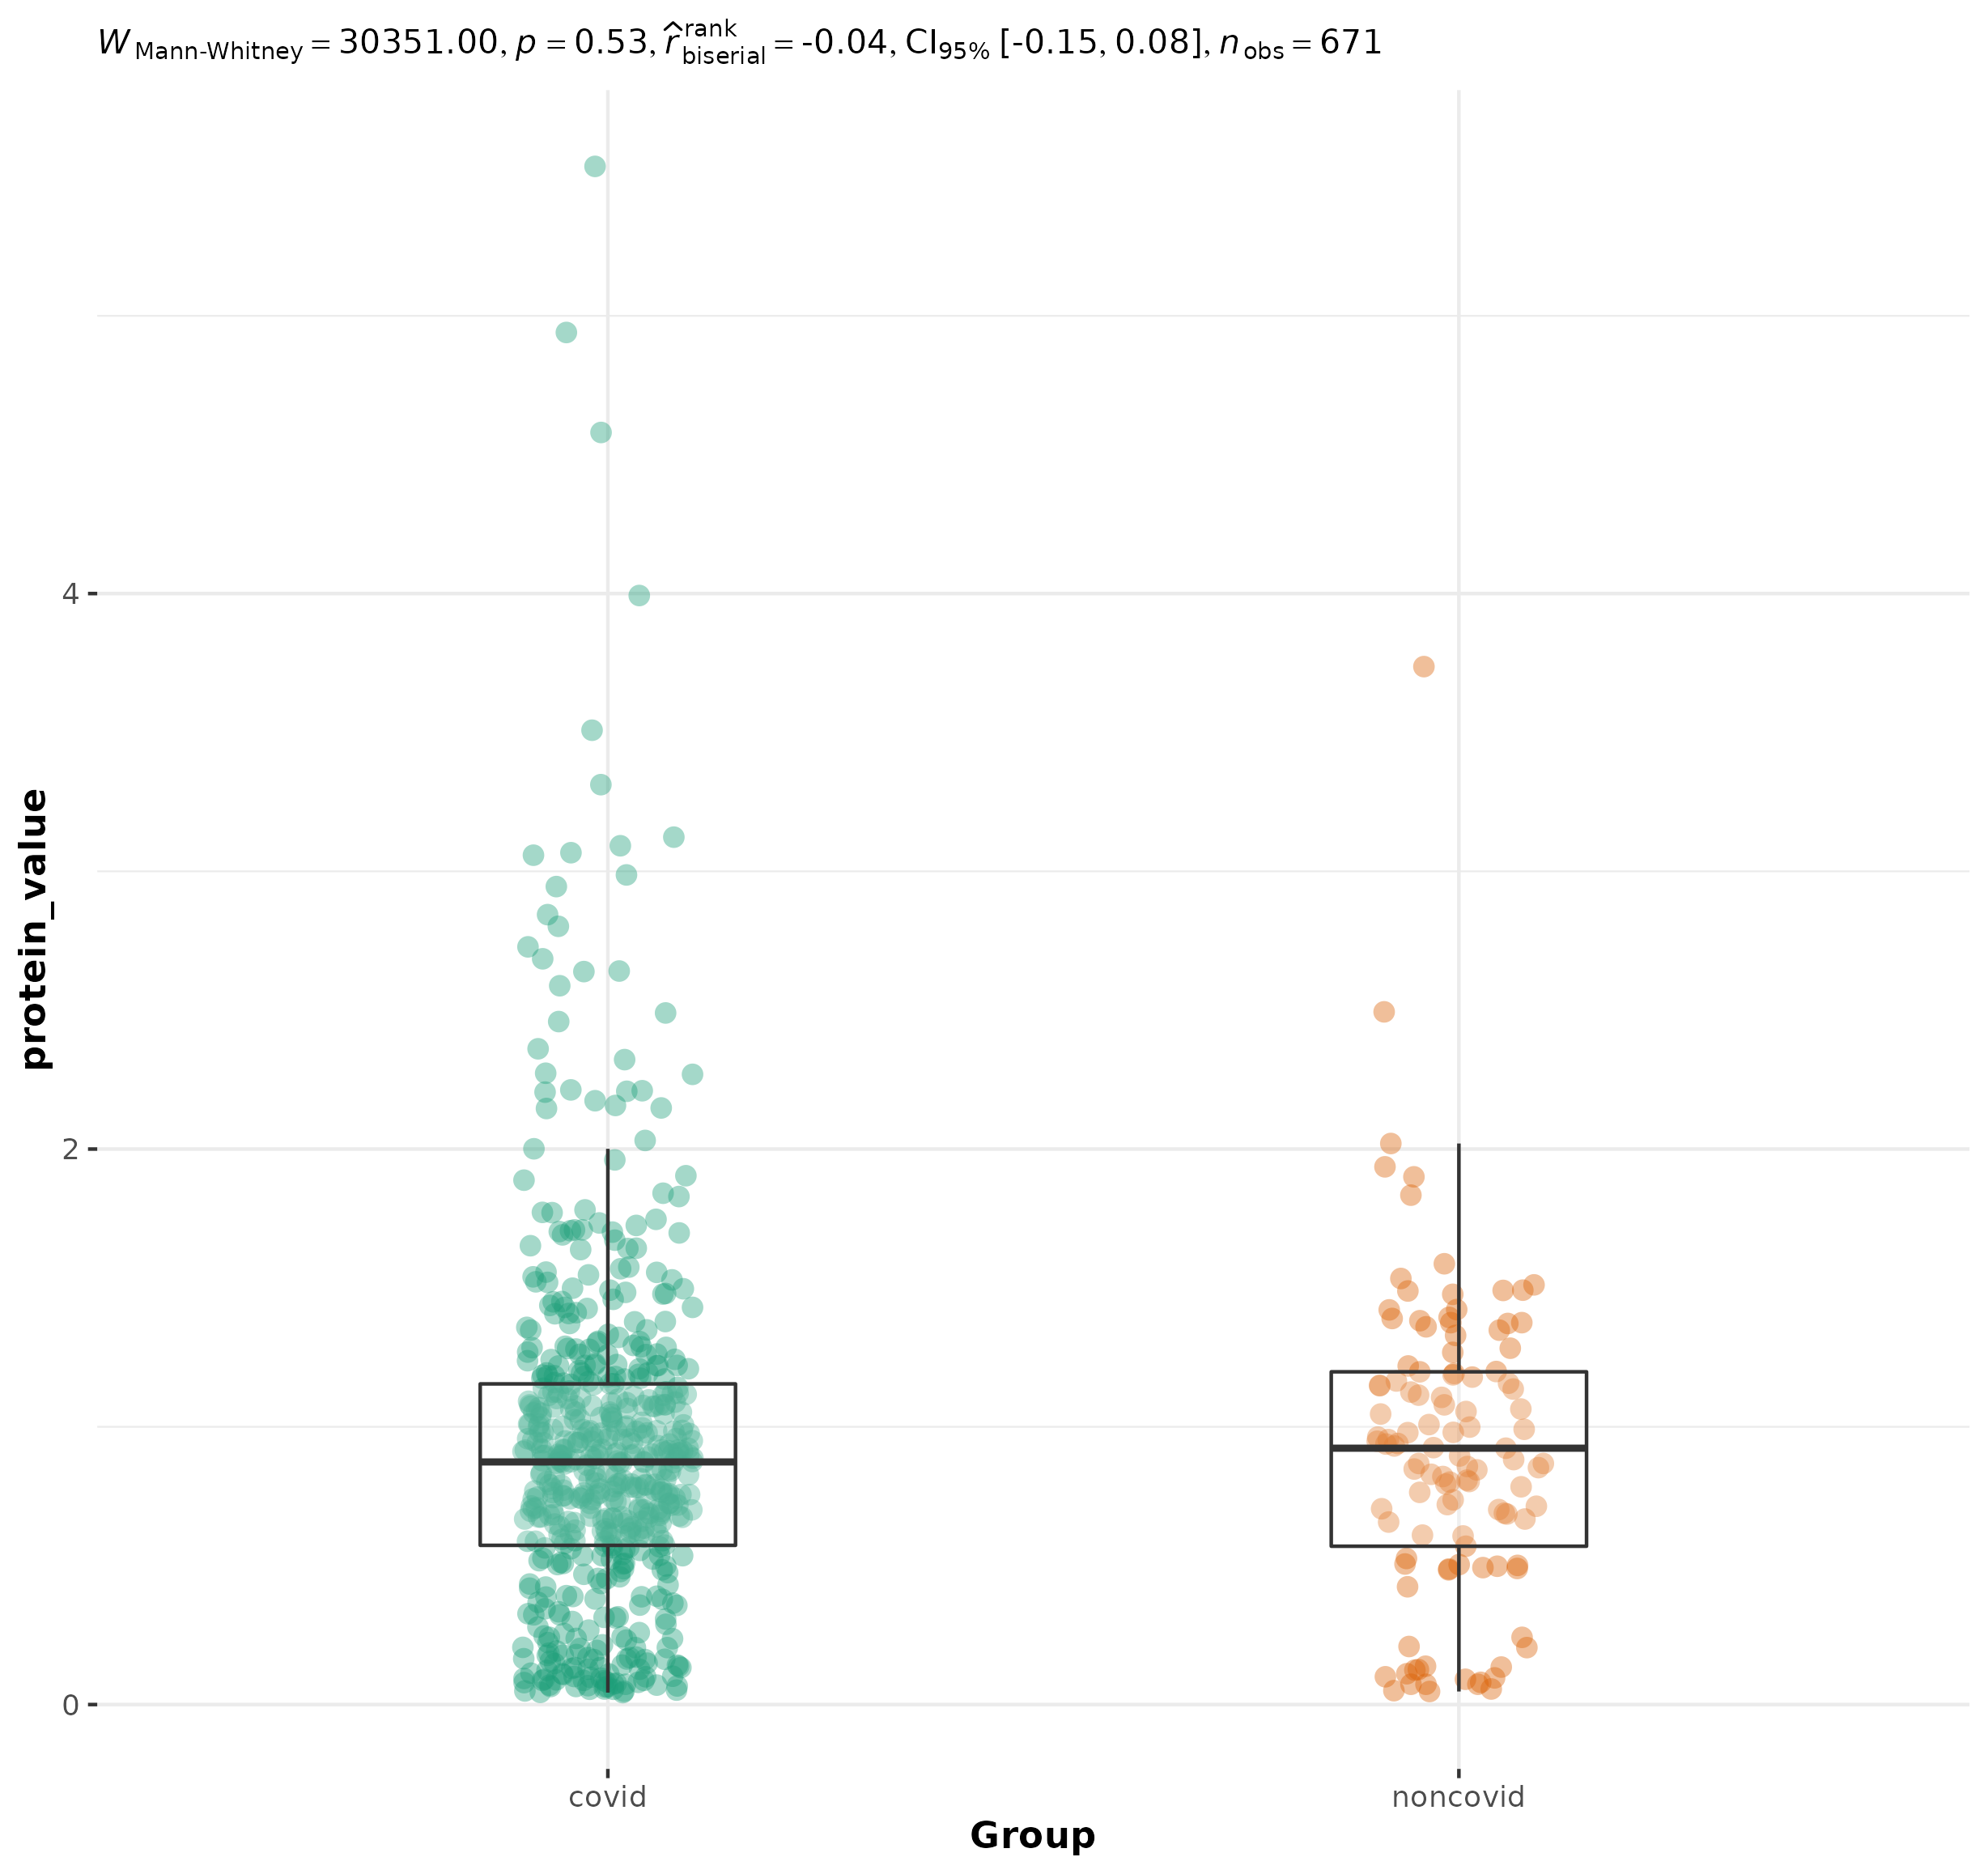 W Mann-Whitney = 30351.00, p = 0.53, r̂ rank biserial = -0.04, CI95% [-0.15, 0.08], n obs = 671
protein_value
4
2
0
covid noncovid
Group